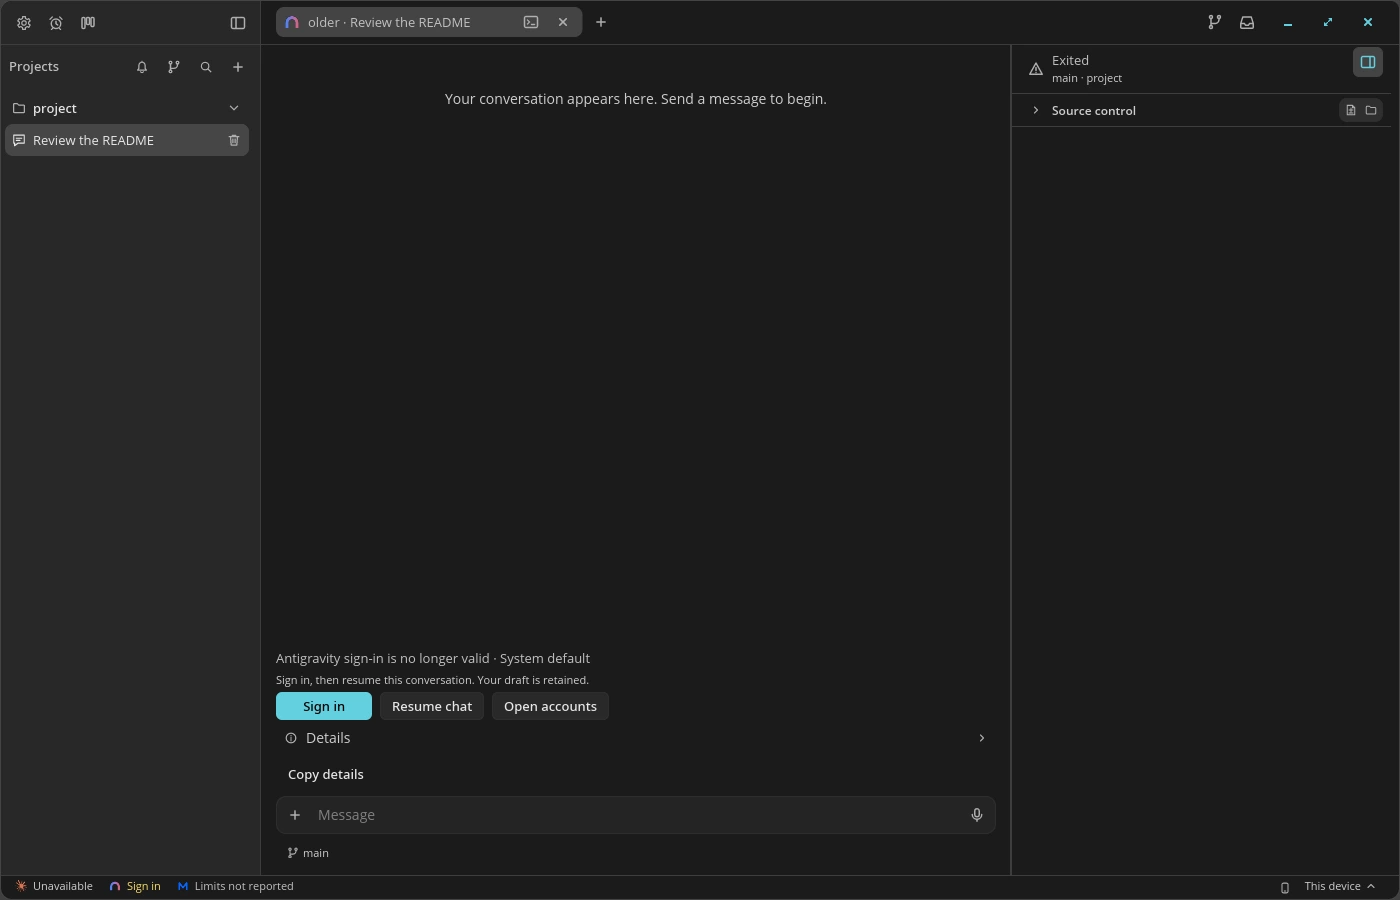 older · Review the README
Projects
project
Review the README
Your conversation appears here. Send a message to begin.
Exited
main · project
Source control
Antigravity sign-in is no longer valid · System default
Sign in, then resume this conversation. Your draft is retained.
Sign in
Resume chat
Open accounts
Details
Copy details
Message
main
Unavailable
Sign in
Limits not reported
This device